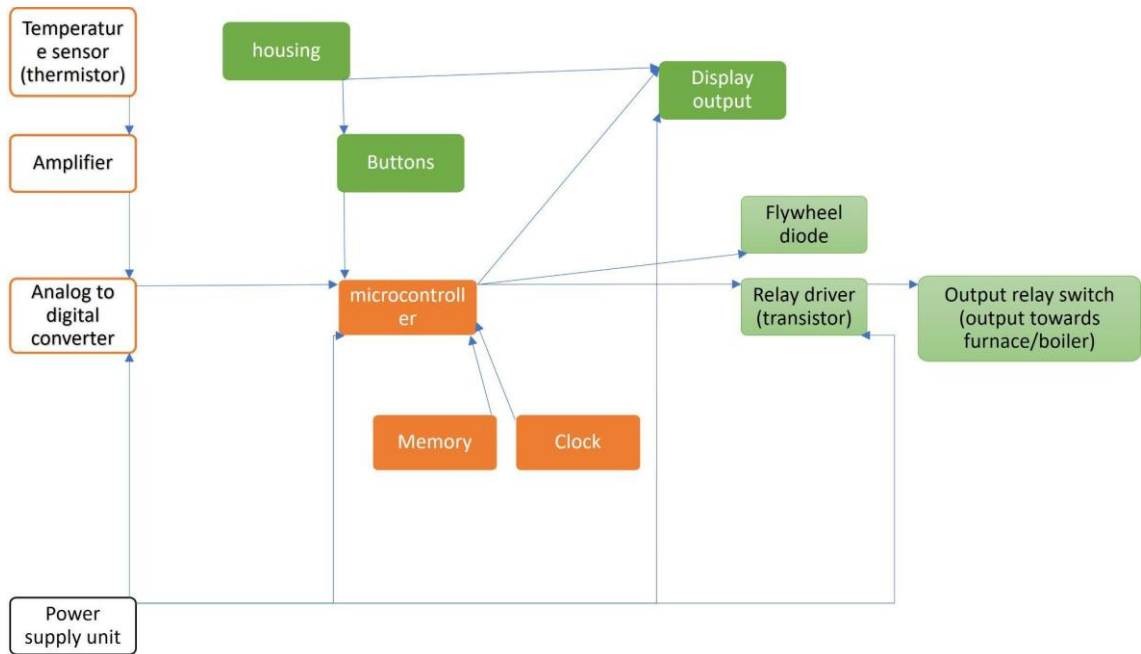 Temperatur
e sensor
(thermistor)
housing
Display
output
Amplifier
Buttons
Flywheel
diode
Analog to
digital
converter
microcontroll
er
Relay driver
(transistor)
Output relay switch
(output towards
furnace/boiler)
Memory
Clock
Power
supply unit